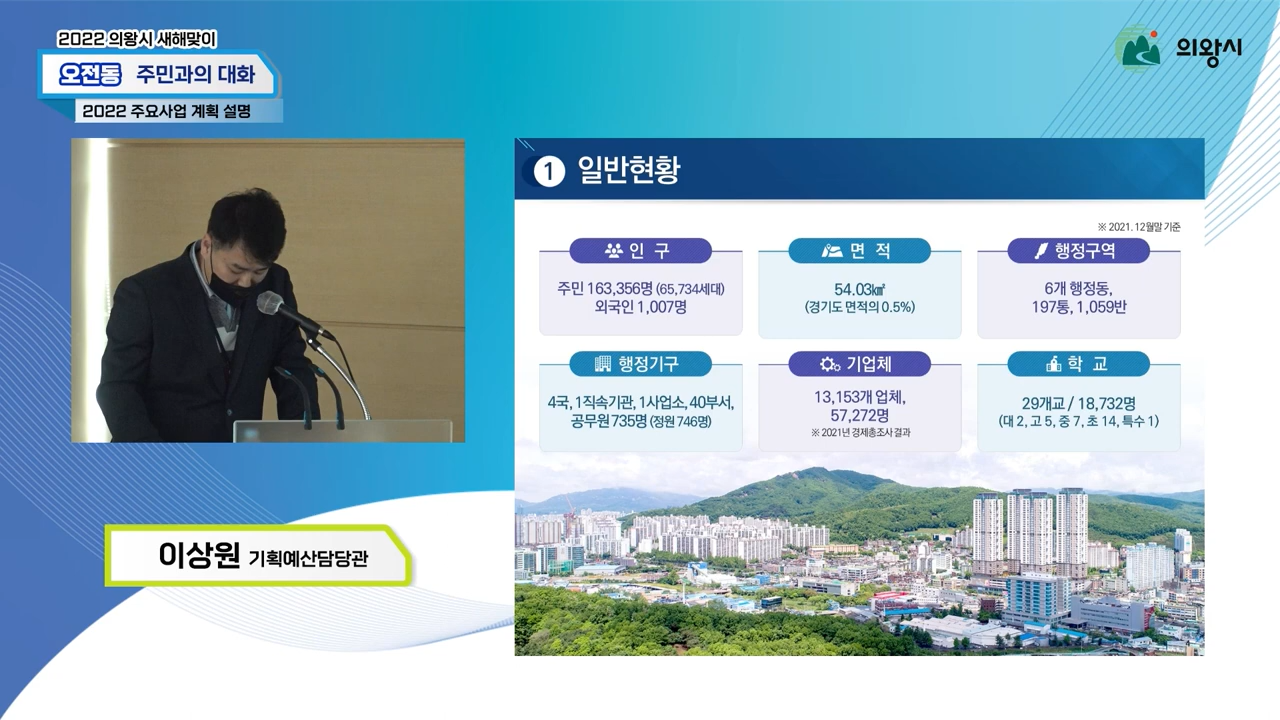 2022 의왕시 새해맞이
오전동 주민과의 대화
2022 주요사업 계획 설명
의왕시
1 일반현황
※ 2021. 12월말 기준
인 구
주민 163,356명 (65,734세대)
외국인 1,007명
면 적
54.03㎢
(경기도 면적의 0.5%)
행정구역
6개 행정동,
197통, 1,059반
행정기구
4국, 1직속기관, 1사업소, 40부서,
공무원 735명 (정원 746명)
기업체
13,153개 업체,
57,272명
※ 2021년 경제총조사 결과
학 교
29개교 / 18,732명
(대 2, 고 5, 중 7, 초 14, 특수 1)
이상원 기획예산담당관